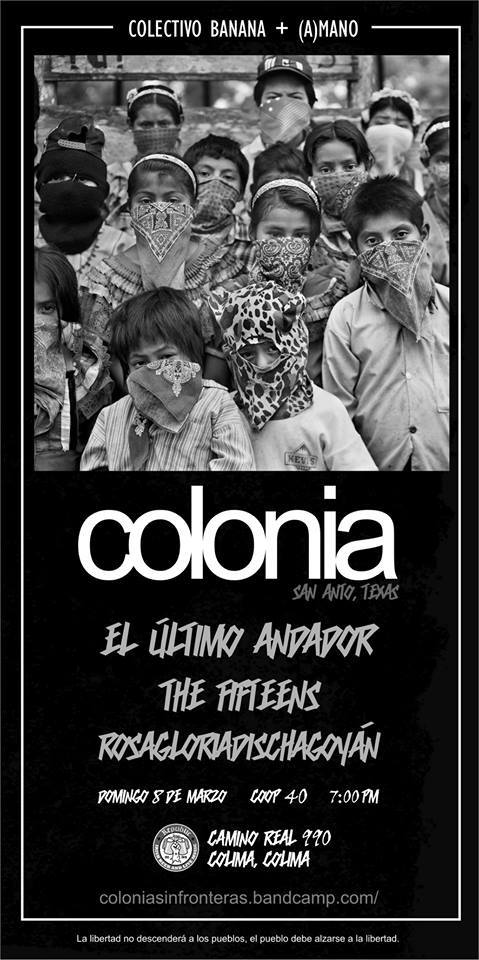 COLECTIVO BANANA + (A)MANO
colonia
SAN ANTO, TEXAS
EL ÚLTIMO ANDADOR
THE FIFTEENS
ROSAGLORIADISCHAGOYÁN
DOMINGO 8 DE MARZO COOP 40 7:00 PM
CAMINO REAL 990
COLIMA, COLIMA
coloniasinfronteras.bandcamp.com/
La libertad no descenderá a los pueblos, el pueblo debe alzarse a la libertad.